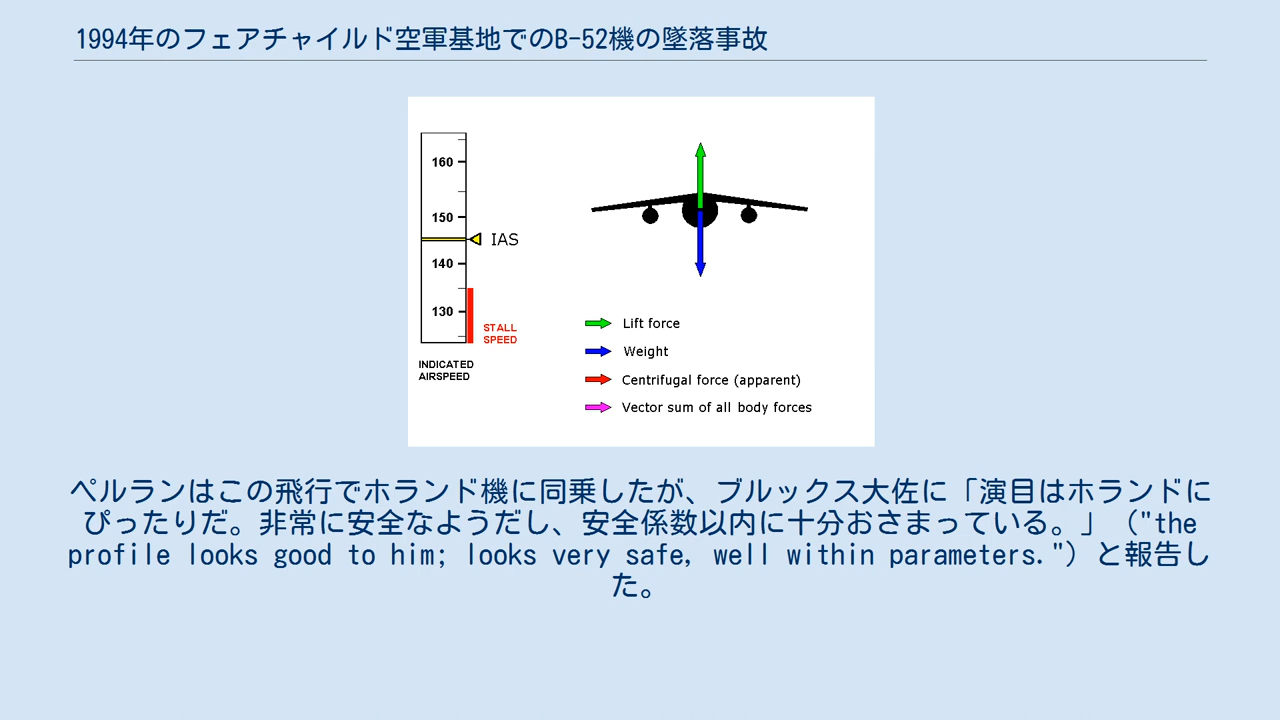 1994年のフェアチャイルド空軍基地でのB-52機の墜落事故
160
150
IAS
140
130
STALL
SPEED
INDICATED
AIRSPEED
Lift force
Weight
Centrifugal force (apparent)
Vector sum of all body forces
ペルランはこの飛行でホランド機に同乗したが、ブルックス大佐に「演目はホランドに
ぴったりだ。非常に安全なようだし、安全係数以内に十分おさまっている。」（"the
profile looks good to him; looks very safe, well within parameters."）と報告し
た。